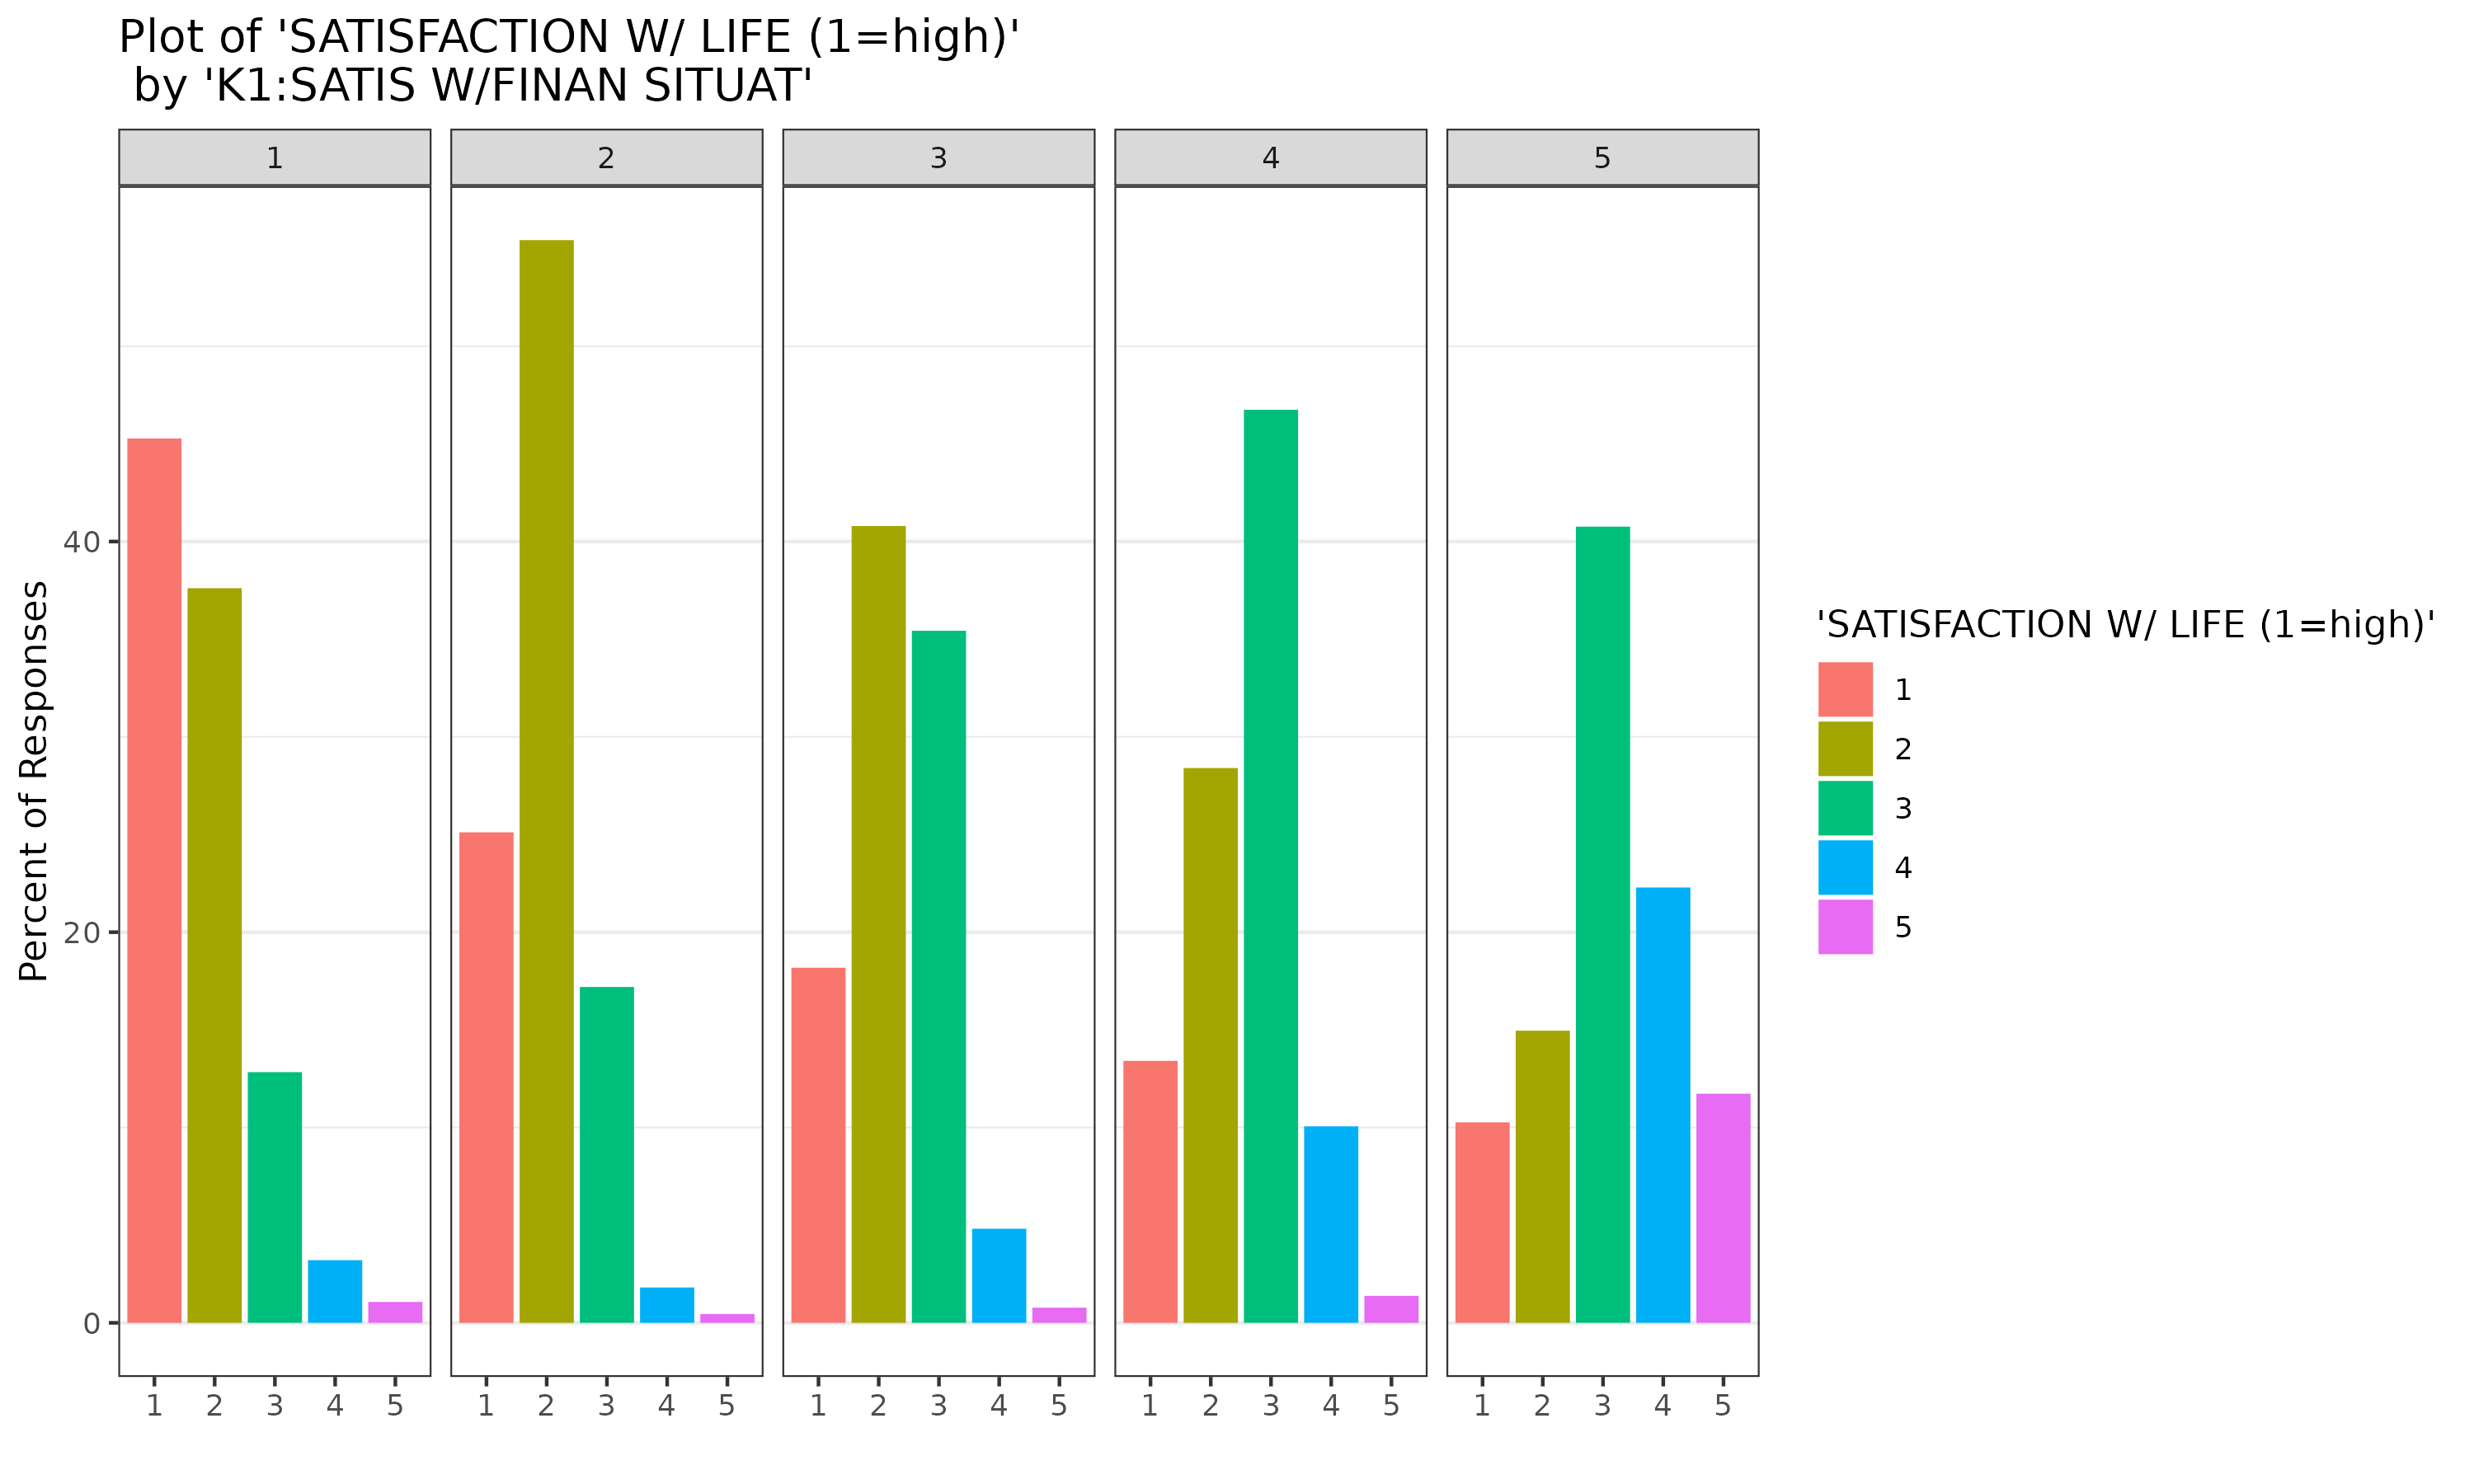 Plot of 'SATISFACTION W/ LIFE (1=high)'
by 'K1:SATIS W/FINAN SITUAT'
1 2 3 4 5
Percent of Responses
40
20
0
1 2 3 4 5 1 2 3 4 5 1 2 3 4 5 1 2 3 4 5 1 2 3 4 5
'SATISFACTION W/ LIFE (1=high)'
1
2
3
4
5